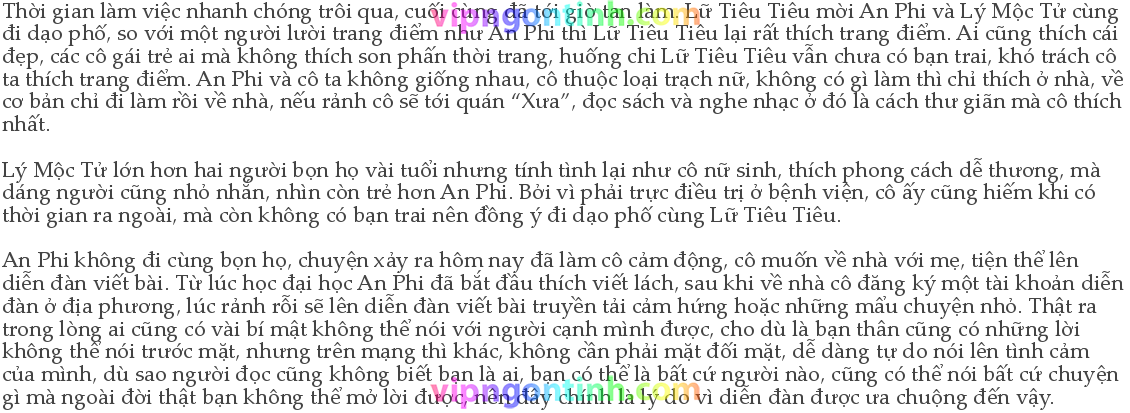 Thời gian làm việc nhanh chóng trôi qua, cuối cùng đã tới giờ tan làm. Lữ Tiêu Tiêu mời An Phi và Lý Mộc Tử cùng
đi dạo phố, so với một người lười trang điểm như An Phi thì Lữ Tiêu Tiêu lại rất thích trang điểm. Ai cũng thích cái
đẹp, các cô gái trẻ ai mà không thích son phấn thời trang, huống chi Lữ Tiêu Tiêu vẫn chưa có bạn trai, khó trách cô
ta thích trang điểm. An Phi và cô ta không giống nhau, cô thuộc loại trạch nữ, không có gì làm thì chỉ thích ở nhà, về
cơ bản chỉ đi làm rồi về nhà, nếu rảnh cô sẽ tới quán “Xưa”, đọc sách và nghe nhạc ở đó là cách thư giãn mà cô thích
nhất.
Lý Mộc Tử lớn hơn hai người bọn họ vài tuổi nhưng tính tình lại như cô nữ sinh, thích phong cách dễ thương, mà
dáng người cũng nhỏ nhắn, nhìn còn trẻ hơn An Phi. Bởi vì phải trực điều trị ở bệnh viện, cô ấy cũng hiếm khi có
thời gian ra ngoài, mà còn không có bạn trai nên đồng ý đi dạo phố cùng Lữ Tiêu Tiêu.
An Phi không đi cùng bọn họ, chuyện xảy ra hôm nay đã làm cô cảm động, cô muốn về nhà với mẹ, tiện thể lên
diễn đàn viết bài. Từ lúc học đại học An Phi đã bắt đầu thích viết lách, sau khi về nhà cô đăng ký một tài khoản diễn
đàn ở địa phương, lúc rảnh rỗi sẽ lên diễn đàn viết bài truyền tải cảm hứng hoặc những mẩu chuyện nhỏ. Thật ra
trong lòng ai cũng có vài bí mật không thể nói với người cạnh mình được, cho dù là bạn thân cũng có những lời
không thể nói trước mặt, nhưng trên mạng thì khác, không cần phải mặt đối mặt, dễ dàng tự do nói lên tình cảm
của mình, dù sao người đọc cũng không biết bạn là ai, bạn có thể là bất cứ người nào, cũng có thể nói bất cứ chuyện
gì mà ngoài đời thật bạn không thể mở lời được, nên đây chính là lý do vì diễn đàn được ưa chuộng đến vậy.
vipngontinh.com
vipngontinh.com